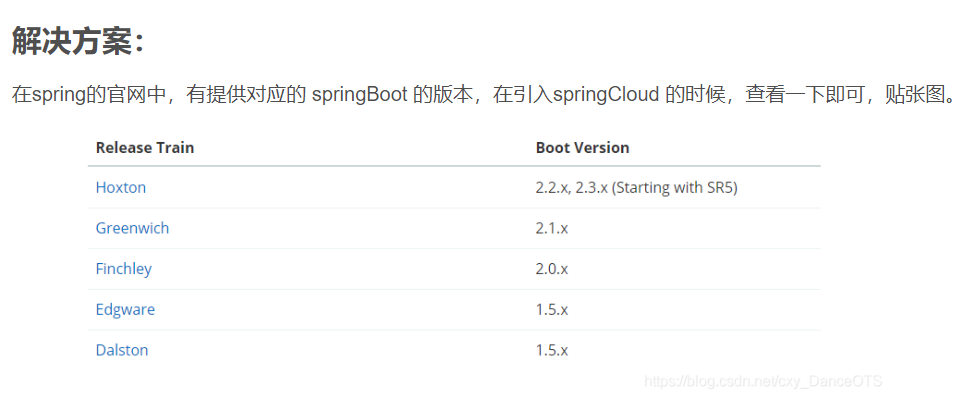 解决方案：
在spring的官网中，有提供对应的 springBoot 的版本，在引入springCloud 的时候，查看一下即可，贴张图。
Release Train Boot Version
Hoxton 2.2.x, 2.3.x (Starting with SR5)
Greenwich 2.1.x
Finchley 2.0.x
Edgware 1.5.x
Dalston 1.5.x
https://blog.csdn.net/cxy_DanceOTS